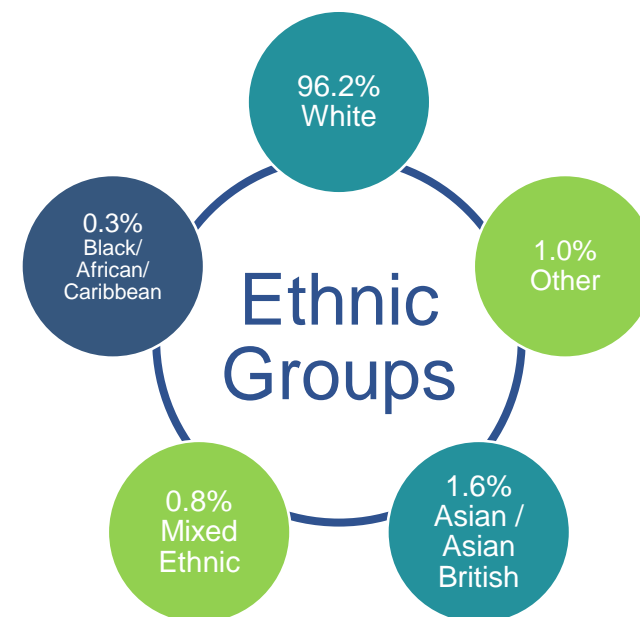 96.2%
White
0.3%
Black/
African/
Caribbean
1.0%
Other
Ethnic
Groups
0.8%
Mixed
Ethnic
1.6%
Asian /
Asian
British